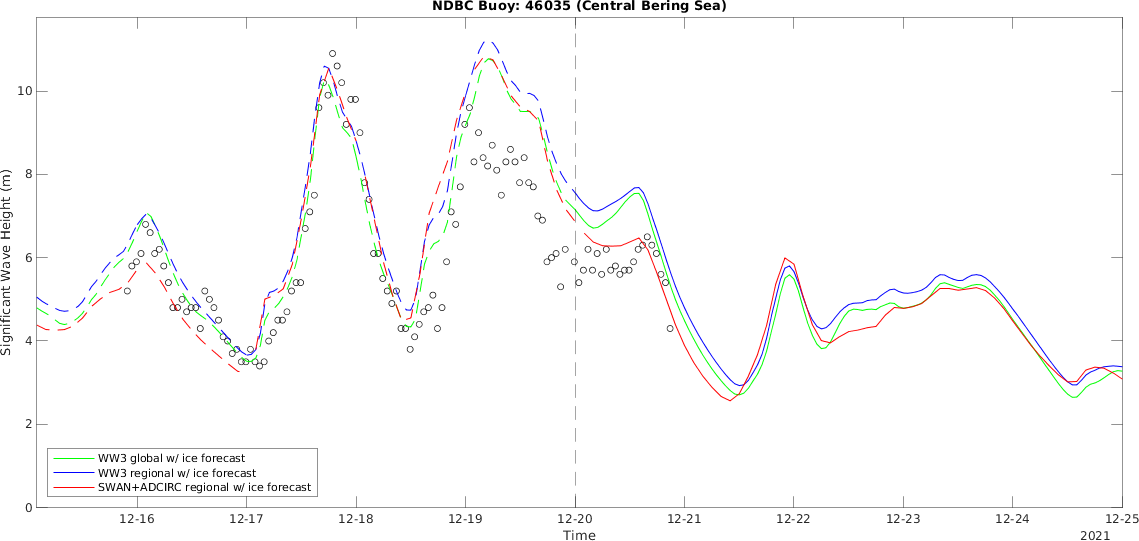 NDBC Buoy: 46035 (Central Bering Sea)
10
8
6
4
2
0
Significant Wave Height (m)
WW3 global w/ ice forecast
WW3 regional w/ ice forecast
SWAN+ADCIRC regional w/ ice forecast
12-16 12-17 12-18 12-19 12-20 12-21 12-22 12-23 12-24 12-25
Time
2021